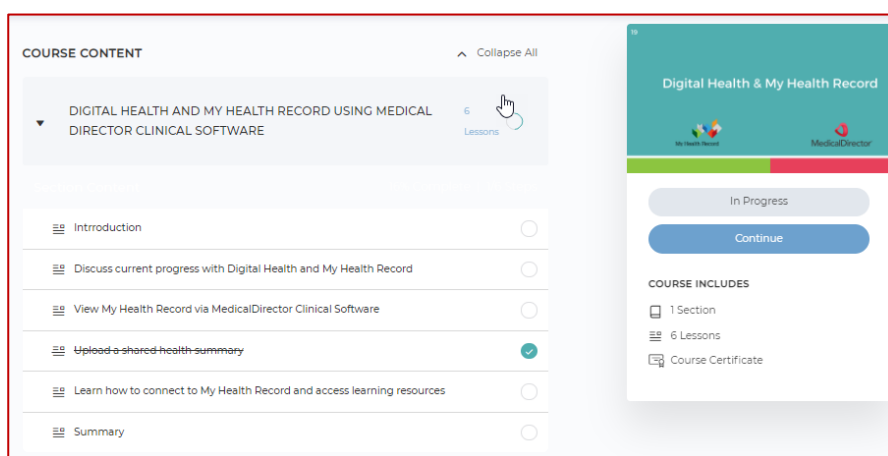 COURSE CONTENT
Collapse All
DIGITAL HEALTH AND MY HEALTH RECORD USING MEDICAL
DIRECTOR CLINICAL SOFTWARE
6
Lessons
Intrroduction
Discuss current progress with Digital Health and My Health Record
View My Health Record via MedicalDirector Clinical Software
Upload a shared health summary
Learn how to connect to My Health Record and access learning resources
Summary
19
Digital Health & My Health Record
My Health Record
MedicalDirector
In Progress
Continue
COURSE INCLUDES
1 Section
6 Lessons
Course Certificate